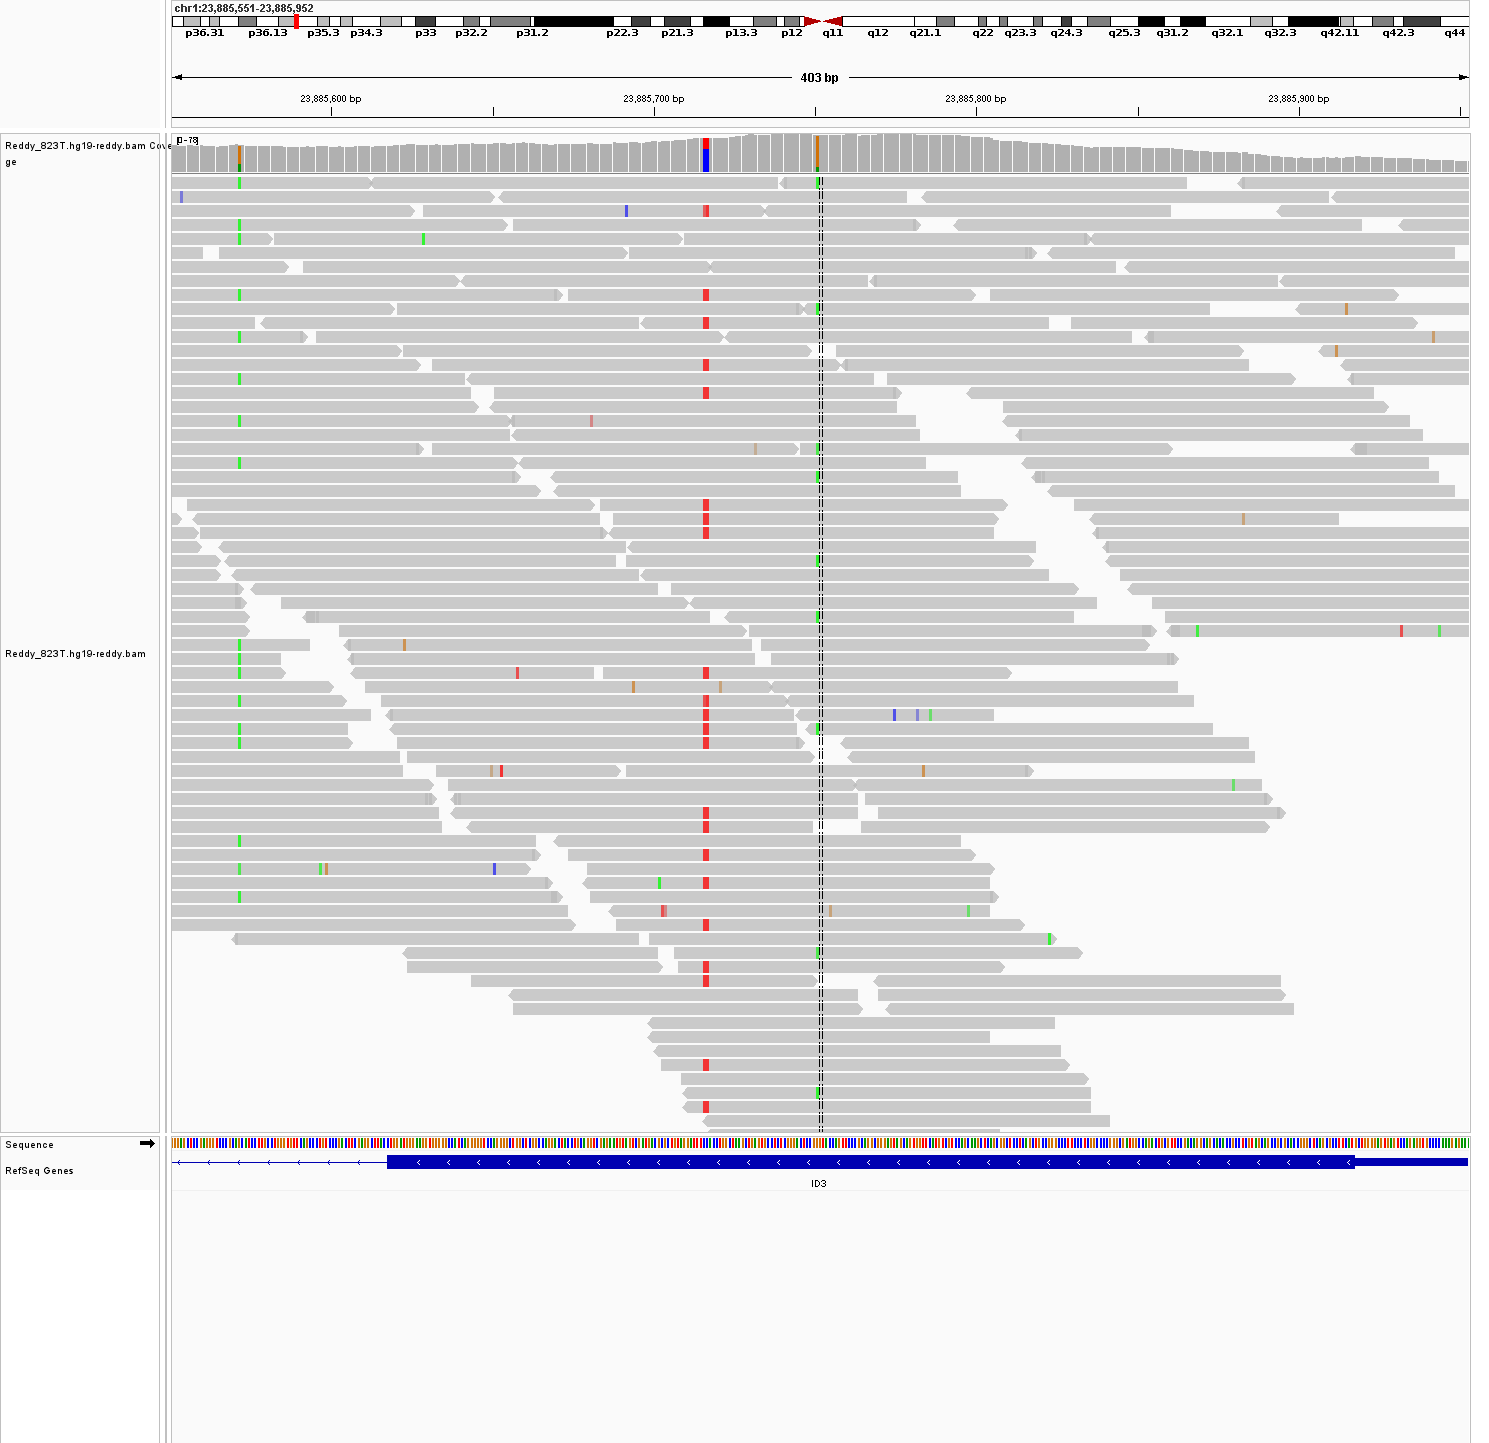 chr1:23,885,551-23,885,952
p36.31 p36.13 p35.3 p34.3 p33 p32.2 p31.2 p22.3 p21.3 p13.3 p12 q11 q12 q21.1 q22 q23.3 q24.3 q25.3 q31.2 q32.1 q32.3 q42.11 q42.3 q44
403 bp
23,885,600 bp 23,885,700 bp 23,885,800 bp 23,885,900 bp
[0-78]
Reddy_823T.hg19-reddy.bam Cove
ge
Reddy_823T.hg19-reddy.bam
Sequence
RefSeq Genes
ID3